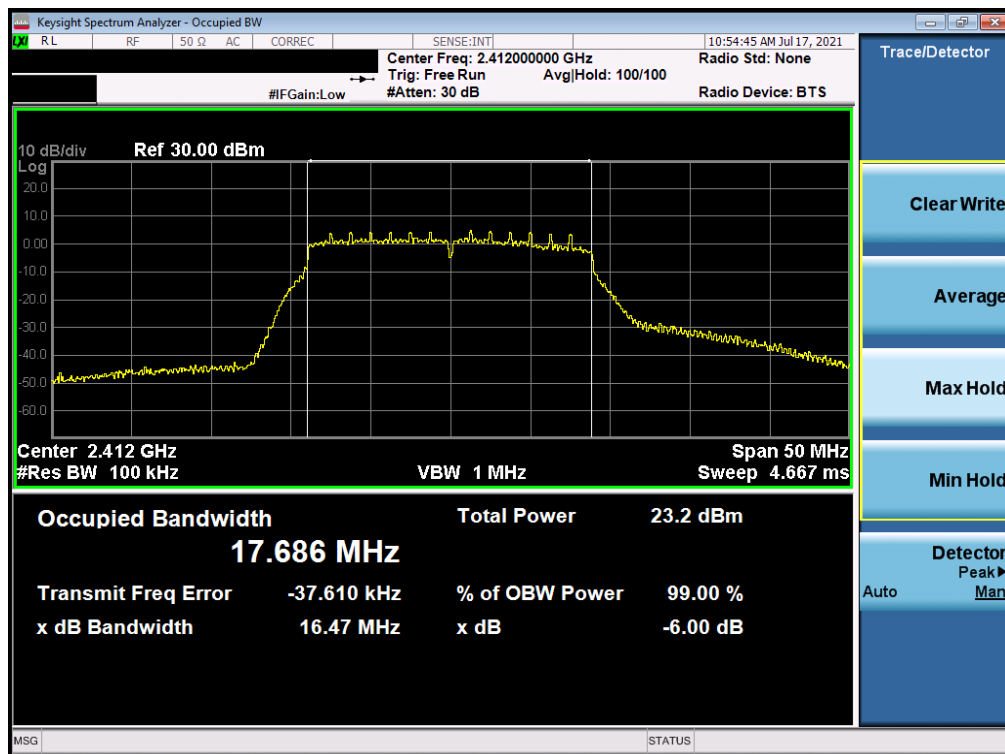 Keysight Spectrum Analyzer - Occupied BW
LXI RL RF 50 Ω AC CORREC SENSE:INT 10:54:45 AM Jul 17, 2021
Center Freq: 2.412000000 GHz Radio Std: None
Trig: Free Run Avg|Hold: 100/100
#IFGain:Low #Atten: 30 dB Radio Device: BTS
10 dB/div Ref 30.00 dBm
Log
20.0
10.0
0.00
-10.0
-20.0
-30.0
-40.0
-50.0
-60.0
Center 2.412 GHz Span 50 MHz
#Res BW 100 kHz VBW 1 MHz Sweep 4.667 ms
Occupied Bandwidth Total Power 23.2 dBm
17.686 MHz
Transmit Freq Error -37.610 kHz % of OBW Power 99.00 %
x dB Bandwidth 16.47 MHz x dB -6.00 dB
MSG STATUS
Trace/Detector
Clear Write
Average
Max Hold
Min Hold
Detector
Peak▶
Auto Man